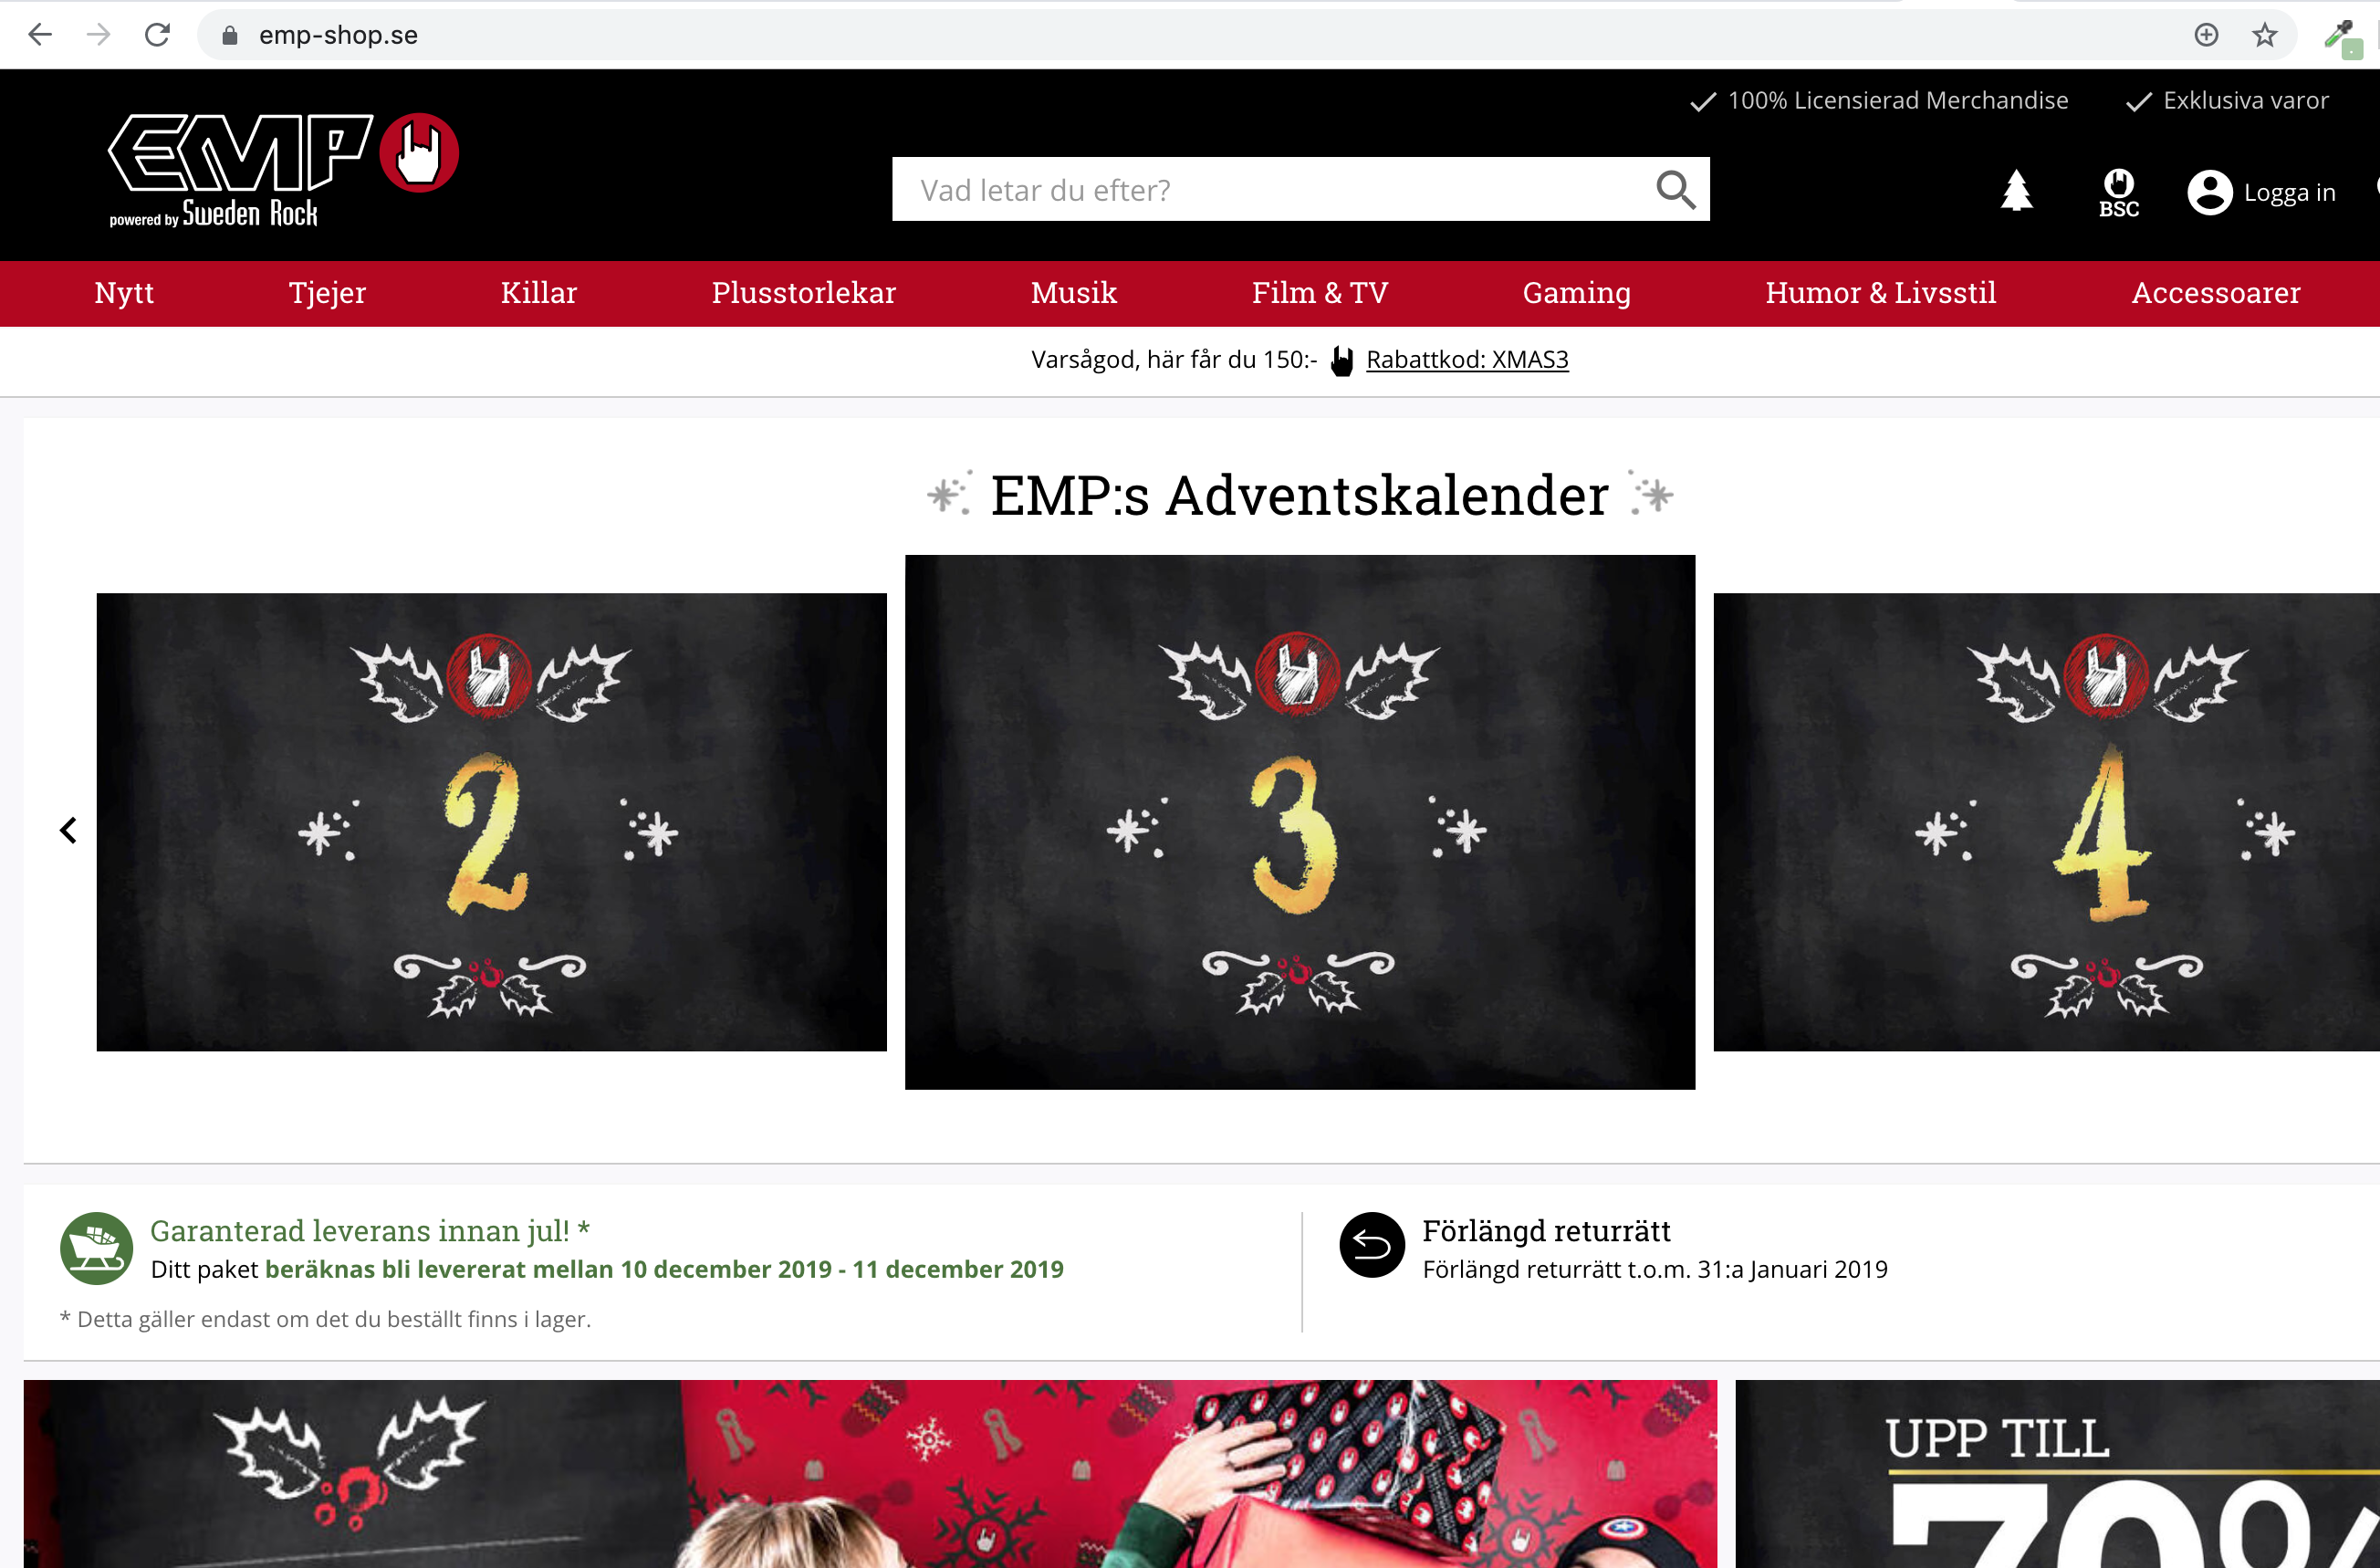 emp-shop.se
100% Licensierad Merchandise
Exklusiva varor
EMP
powered by Sweden Rock
Vad letar du efter?
BSC
Logga in
Nytt
Tjejer
Killar
Plusstorlekar
Musik
Film & TV
Gaming
Humor & Livsstil
Accessoarer
Varsågod, här får du 150:- Rabattkod: XMAS3
EMP:s Adventskalender
2
3
4
Garanterad leverans innan jul! *
Ditt paket beräknas bli levererat mellan 10 december 2019 - 11 december 2019
* Detta gäller endast om det du beställt finns i lager.
Förlängd returrätt
Förlängd returrätt t.o.m. 31:a Januari 2019
UPP TILL
70%